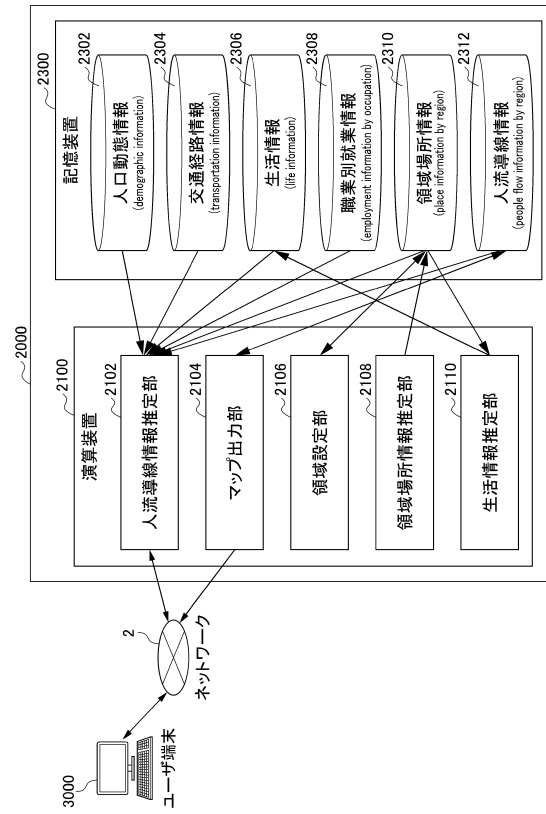 2000
2300
記憶装置
2302
人口動態情報
(demographic information)
2304
交通経路情報
(transportation information)
2306
生活情報
(life information)
2308
職業別就業情報
(employment information by occupation)
2310
領域場所情報
(place information by region)
2312
人流導線情報
(people flow information by region)
2100
演算装置
2102
人流導線情報推定部
2104
マップ出力部
2106
領域設定部
2108
領域場所情報推定部
2110
生活情報推定部
2
ネットワーク
3000
ユーザ端末